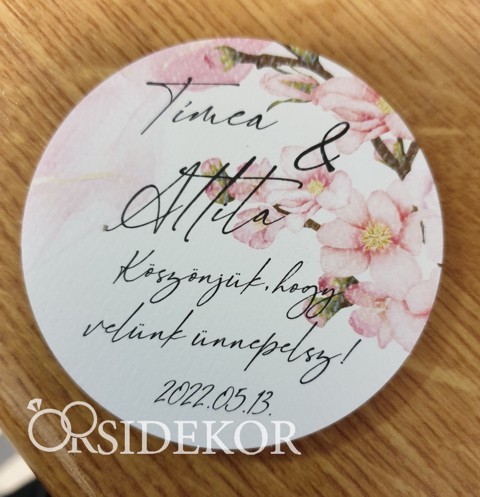 Tímea
&
Attila
Köszönjük, hogy
velünk ünnepelsz!
2022.05.13.
ORSIDEKOR